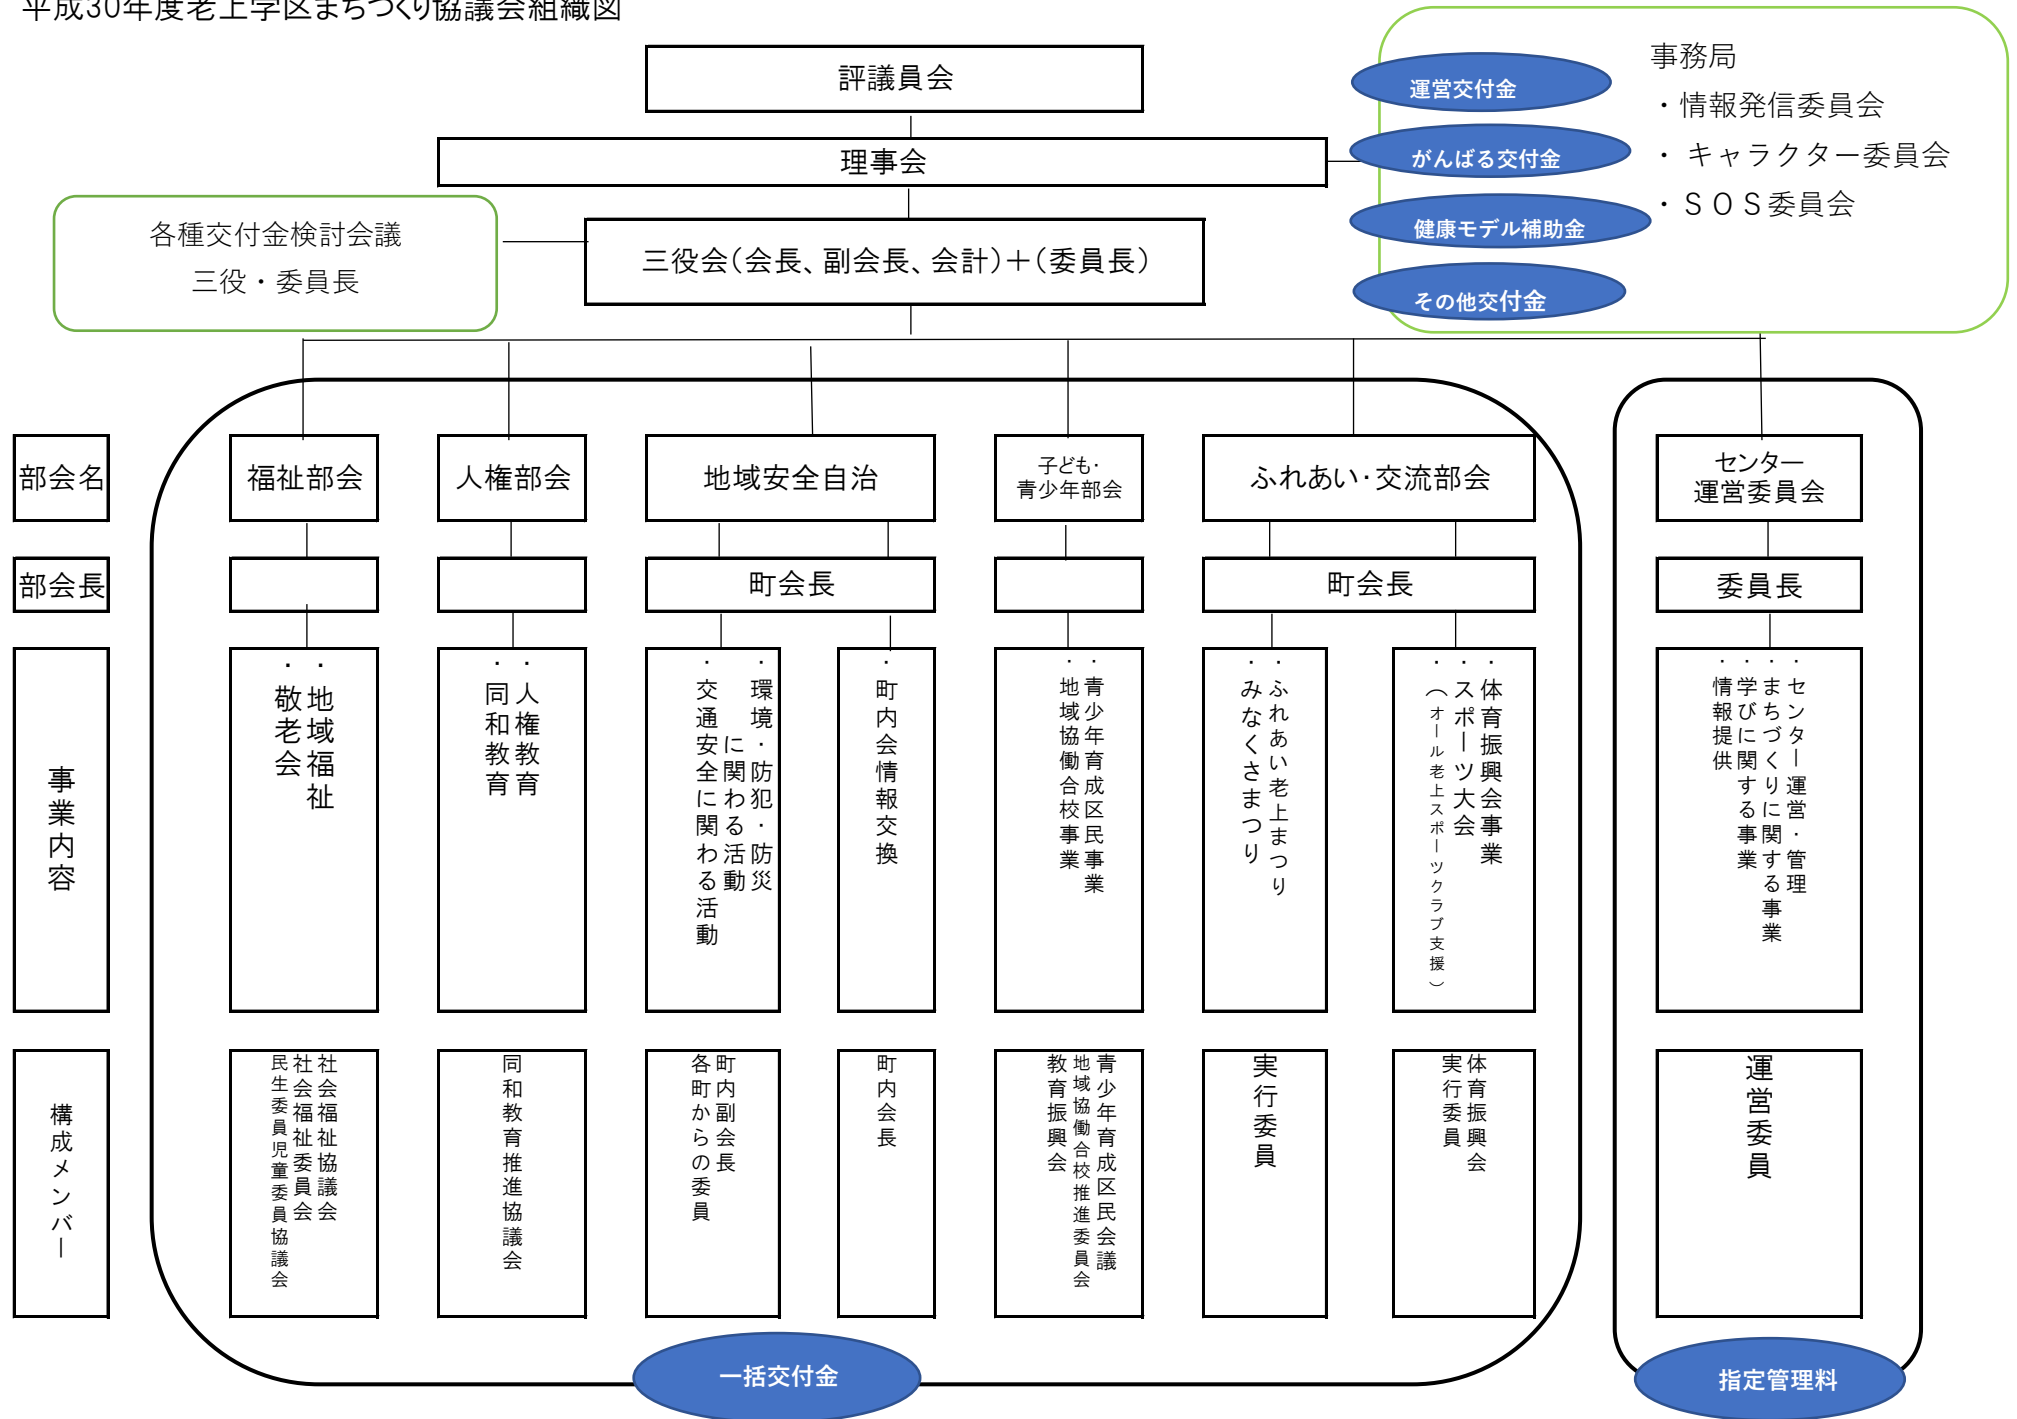 平成30年度老上学区まちづくり協議会組織図
評議員会
理事会
三役会（会長、副会長、会計）＋（委員長）
各種交付金検討会議
三役・委員長
事務局
・情報発信委員会
・キャラクター委員会
・ＳＯＳ委員会
運営交付金
がんばる交付金
健康モデル補助金
その他交付金
部会名
福祉部会
人権部会
地域安全自治
子ども・
青少年部会
ふれあい・交流部会
センター
運営委員会
部会長
町会長
町会長
委員長
事業内容
・地域福祉
・敬老会
・人権教育
・同和教育
・環境・防犯・防災
に関わる活動
・交通安全に関わる活動
・町内会情報交換
・青少年育成区民事業
・地域協働合校事業
・ふれあい老上まつり
・みなくさまつり
・体育振興会事業
・スポーツ大会
・（オール老上スポーツクラブ支援）
・センター運営・管理
・まちづくりに関する事業
・学びに関する事業
・情報提供
構成メンバー
社会福祉協議会
社会福祉委員会
民生委員児童委員協議会
同和教育推進協議会
町内副会長
各町からの委員
町内会長
青少年育成区民会議
地域協働合校推進委員会
教育振興会
実行委員
体育振興会
実行委員
運営委員
一括交付金
指定管理料